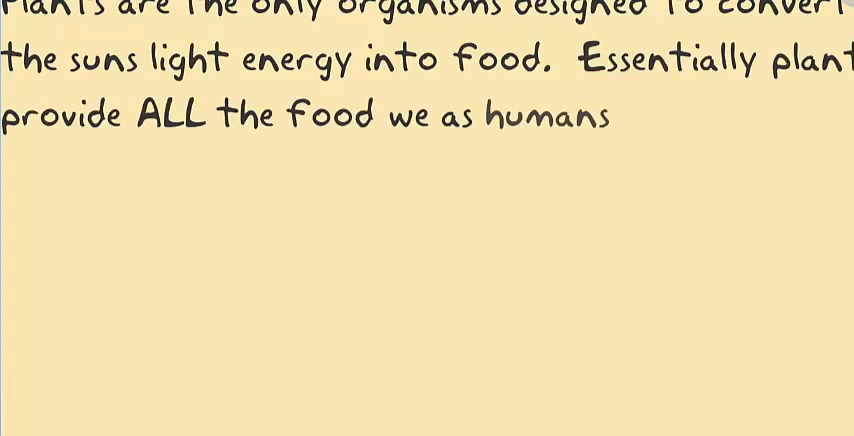 Plants are the only organisms designed to convert
the suns light energy into food. Essentially plant
provide ALL the food we as humans